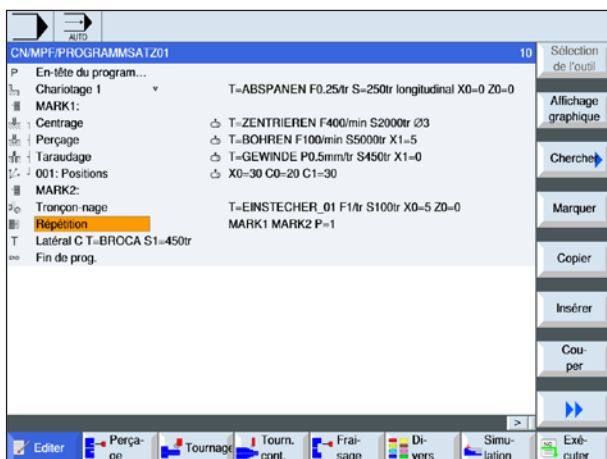 AUTO
CN/MPF/PROGRAMMSATZ01 10
P En-tête du program...
Chariotage 1 T=ABSPANEN F0.25/tr S=250tr longitudinal X0=0 Z0=0
MARK1:
Centrage T=ZENTRIEREN F400/min S2000tr Ø3
Perçage T=BOHREN F100/min S5000tr X1=5
Taraudage T=GEWINDE P0.5mm/tr S450tr X1=0
001: Positions X0=30 C0=20 C1=30
MARK2:
Tronçon-nage T=EINSTECHER_01 F1/tr S100tr X0=5 Z0=0
Répétition MARK1 MARK2 P=1
T Latéral C T=BROCA S1=450tr
END Fin de prog.
Sélection
de l'outil
Affichage
graphique
Chercher
Marquer
Copier
Insérer
Cou-
per
>
Editer
Perça-
ge
Tournage
Tourn.
cont.
Frai-
sage
Di-
vers
Simu-
lation
NC
Exé-
cuter